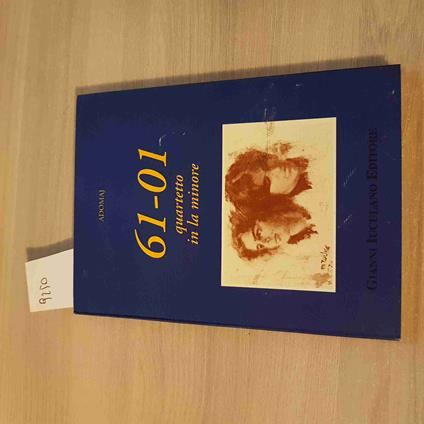 ADOMAJ
61-01
quartetto
in la minore
GIANNI IUCULANO EDITORE
9250